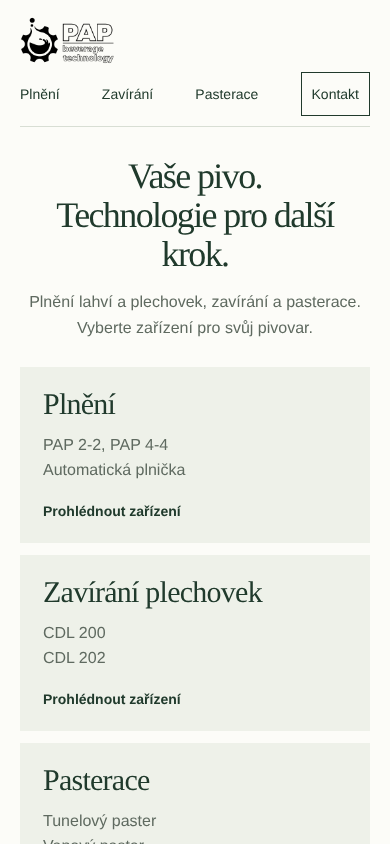 PAP
beverage
technology
Plnění
Zavírání
Pasterace
Kontakt
Vaše pivo.
Technologie pro další
krok.
Plnění lahví a plechovek, zavírání a pasterace.
Vyberte zařízení pro svůj pivovar.
Plnění
PAP 2-2, PAP 4-4
Automatická plnička
Prohlédnout zařízení
Zavírání plechovek
CDL 200
CDL 202
Prohlédnout zařízení
Pasterace
Tunelový paster
Vanový paster